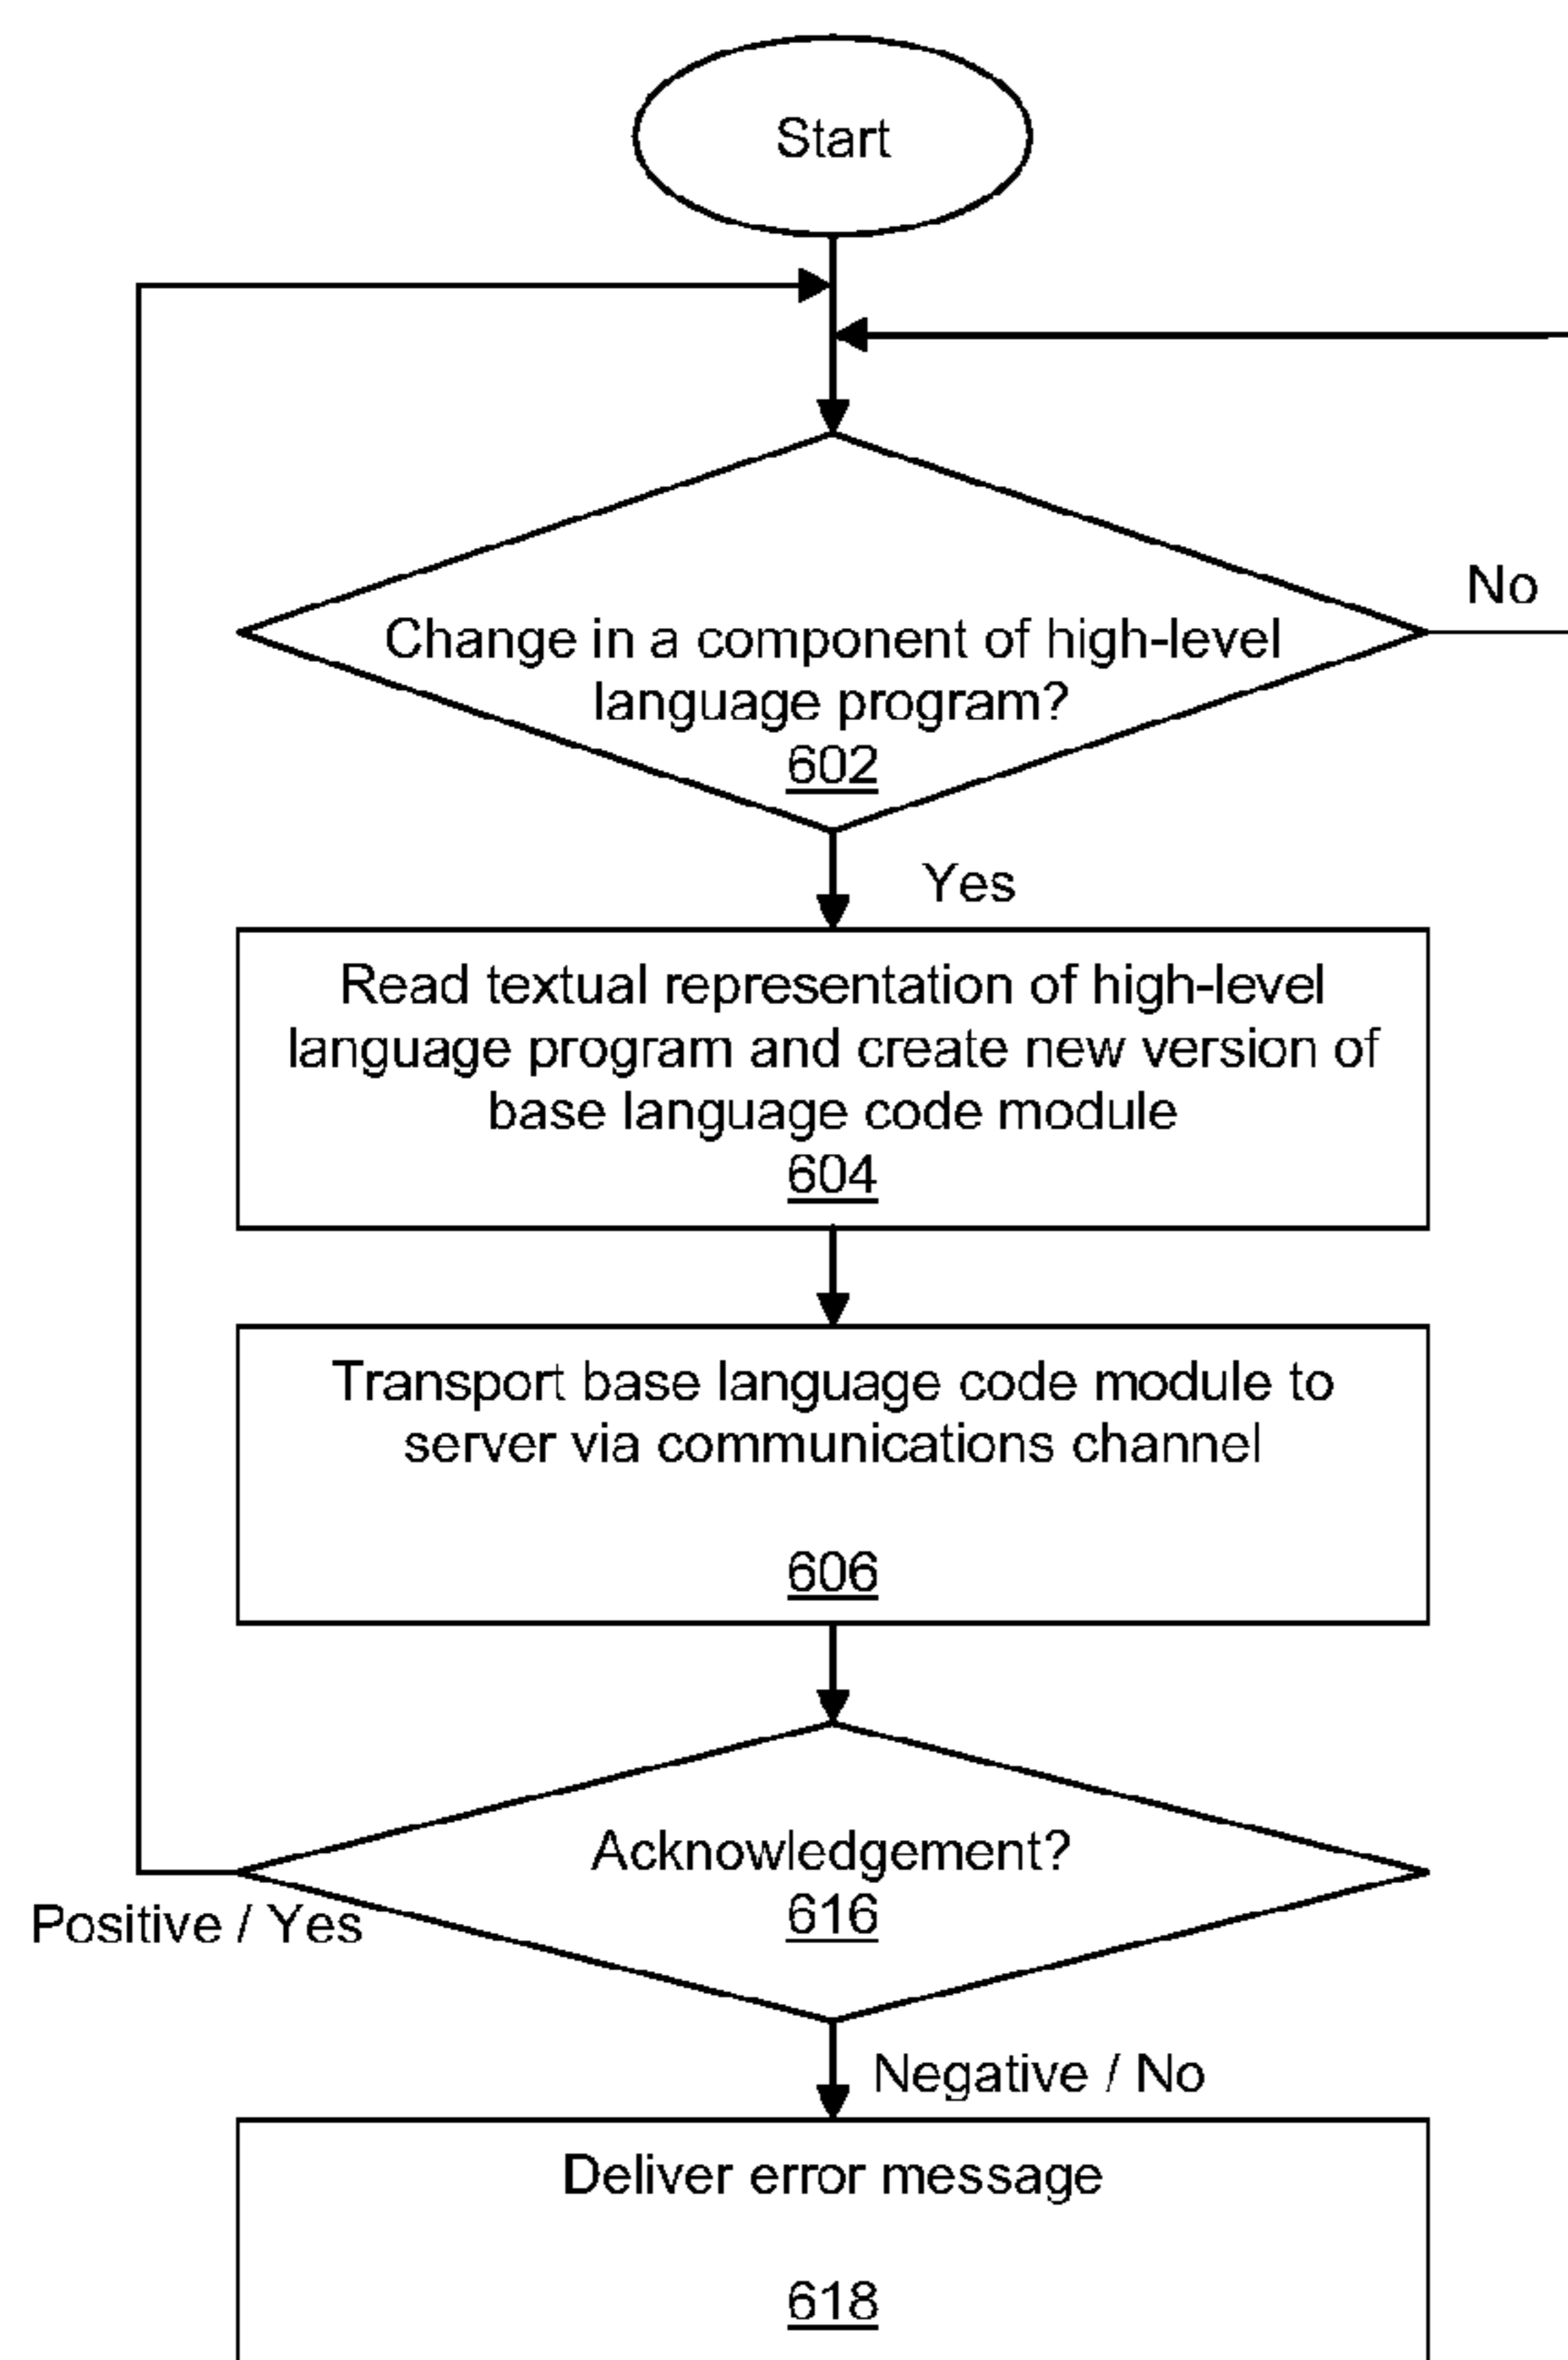 Start
Change in a component of high-level
language program?
602
No
Yes
Read textual representation of high-level
language program and create new version of
base language code module
604
Transport base language code module to
server via communications channel
606
Acknowledgement?
616
Positive / Yes
Negative / No
Deliver error message
618